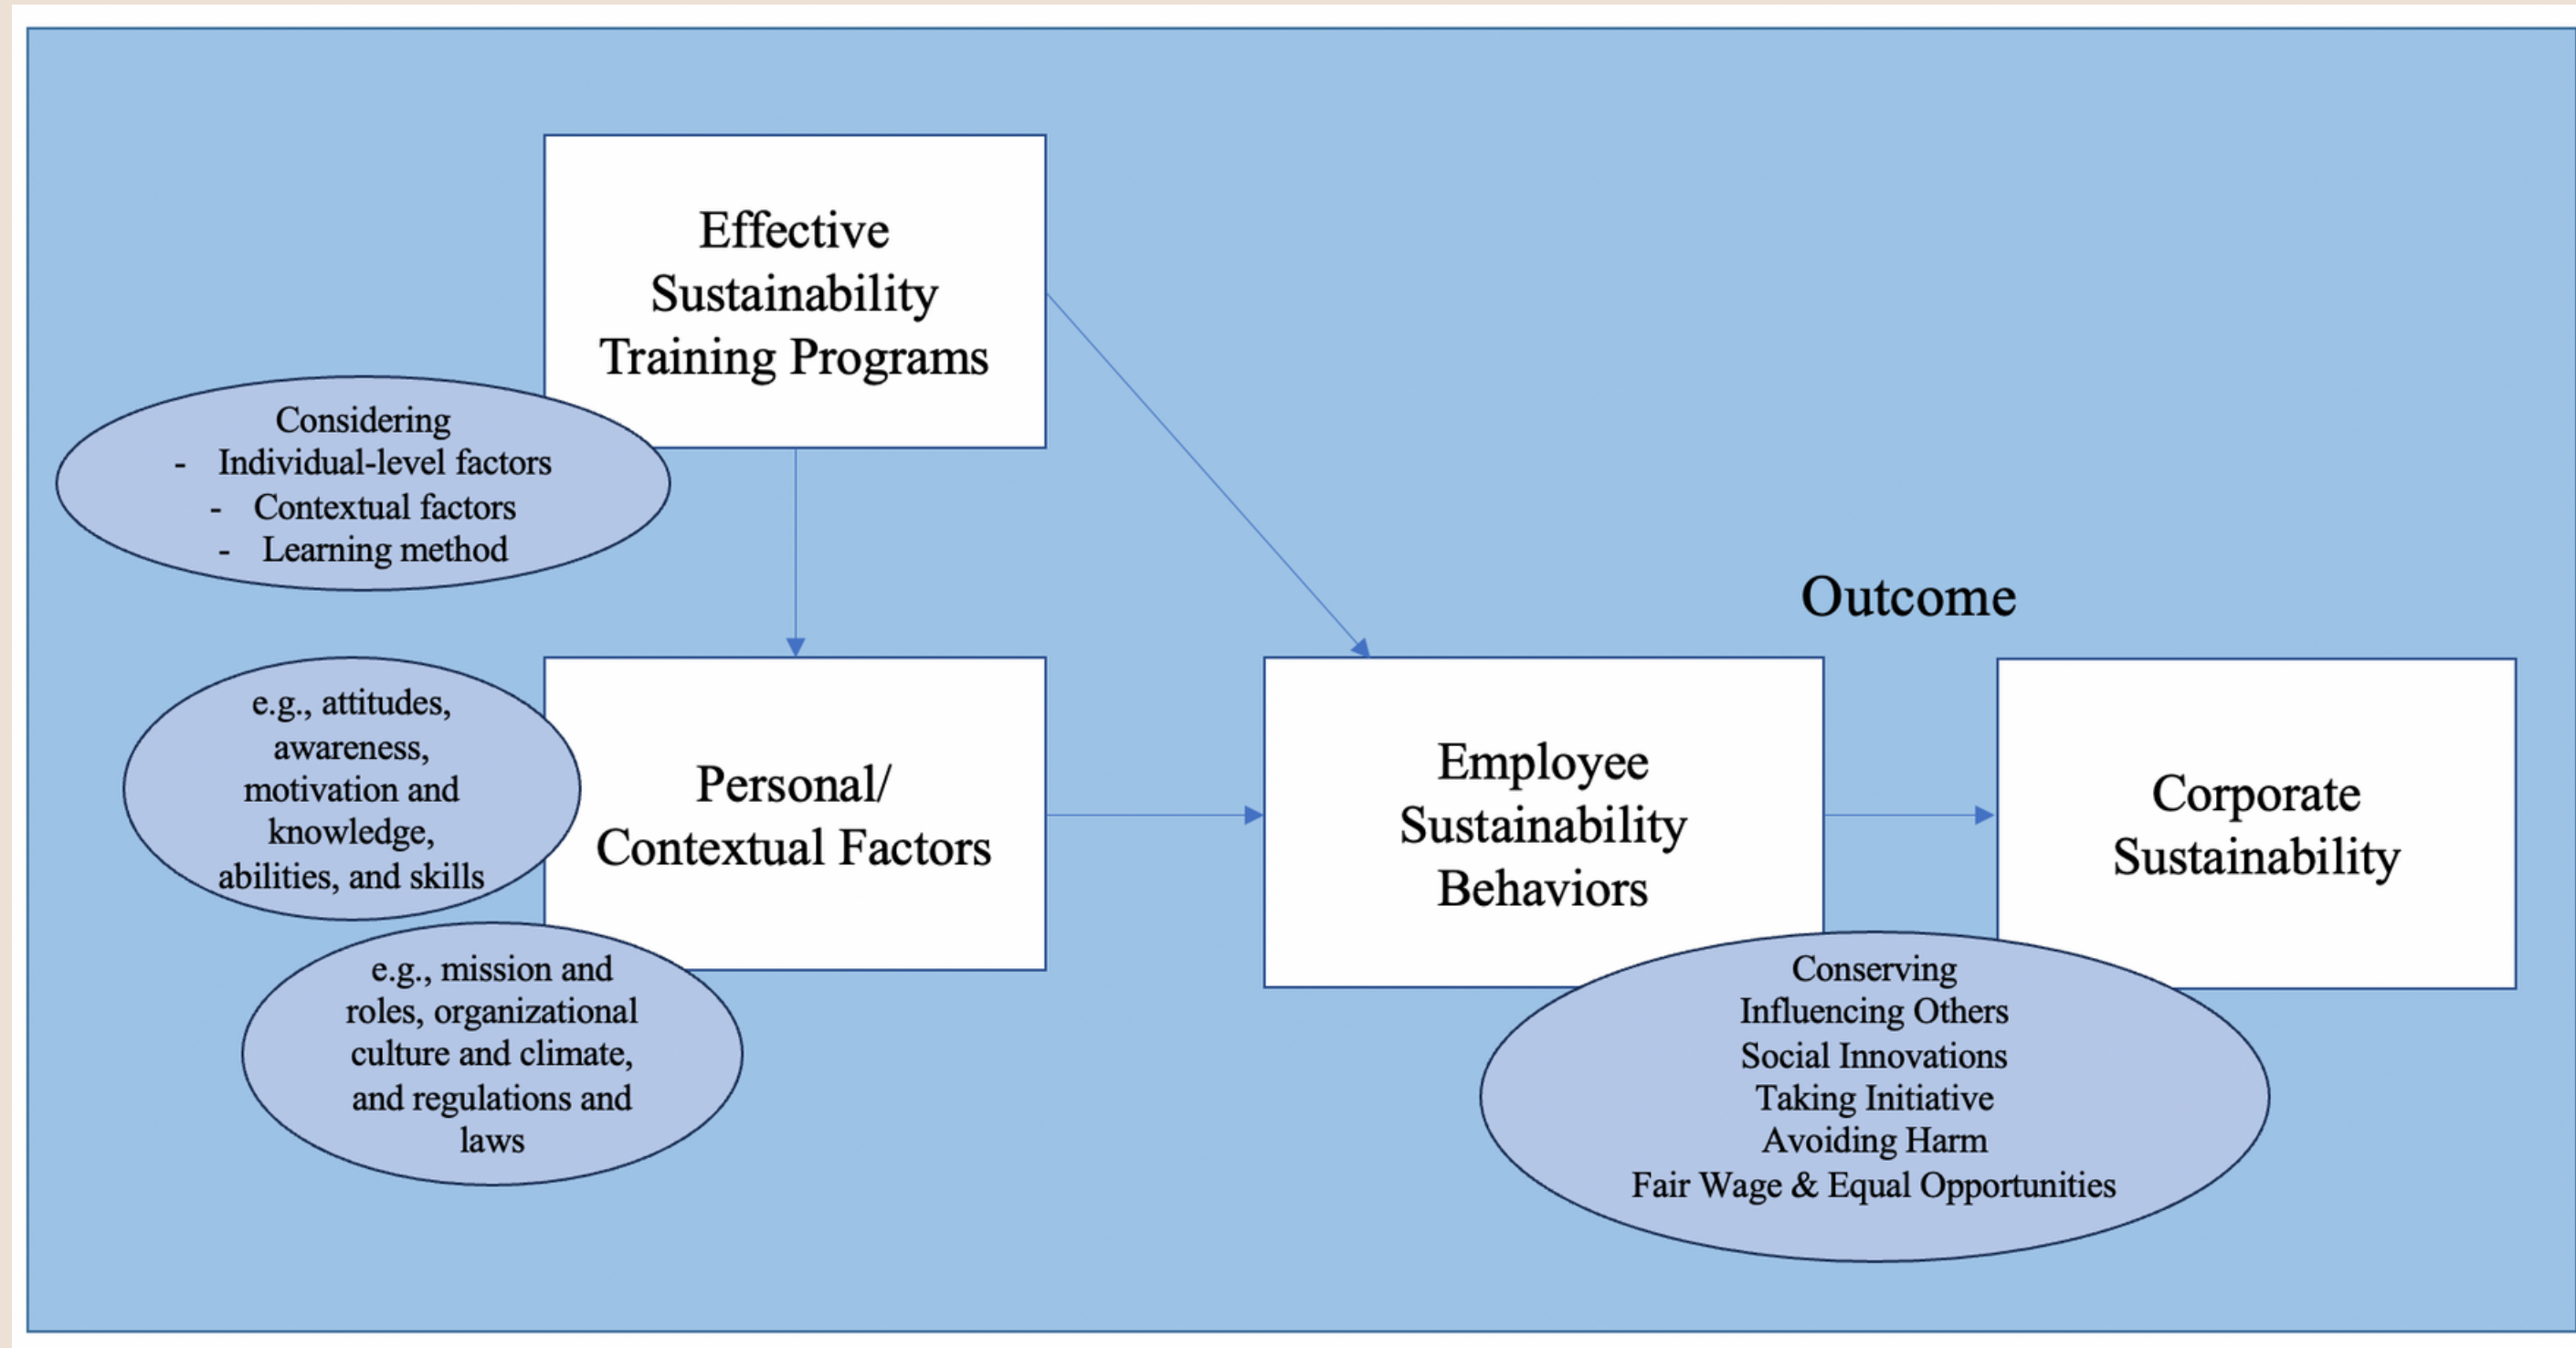 Effective
Sustainability
Training Programs
Considering
- Individual-level factors
- Contextual factors
- Learning method
Outcome
e.g., attitudes,
awareness,
motivation and
knowledge,
abilities, and skills
Personal/
Contextual Factors
e.g., mission and
roles, organizational
culture and climate,
and regulations and
laws
Employee
Sustainability
Behaviors
Corporate
Sustainability
Conserving
Influencing Others
Social Innovations
Taking Initiative
Avoiding Harm
Fair Wage & Equal Opportunities